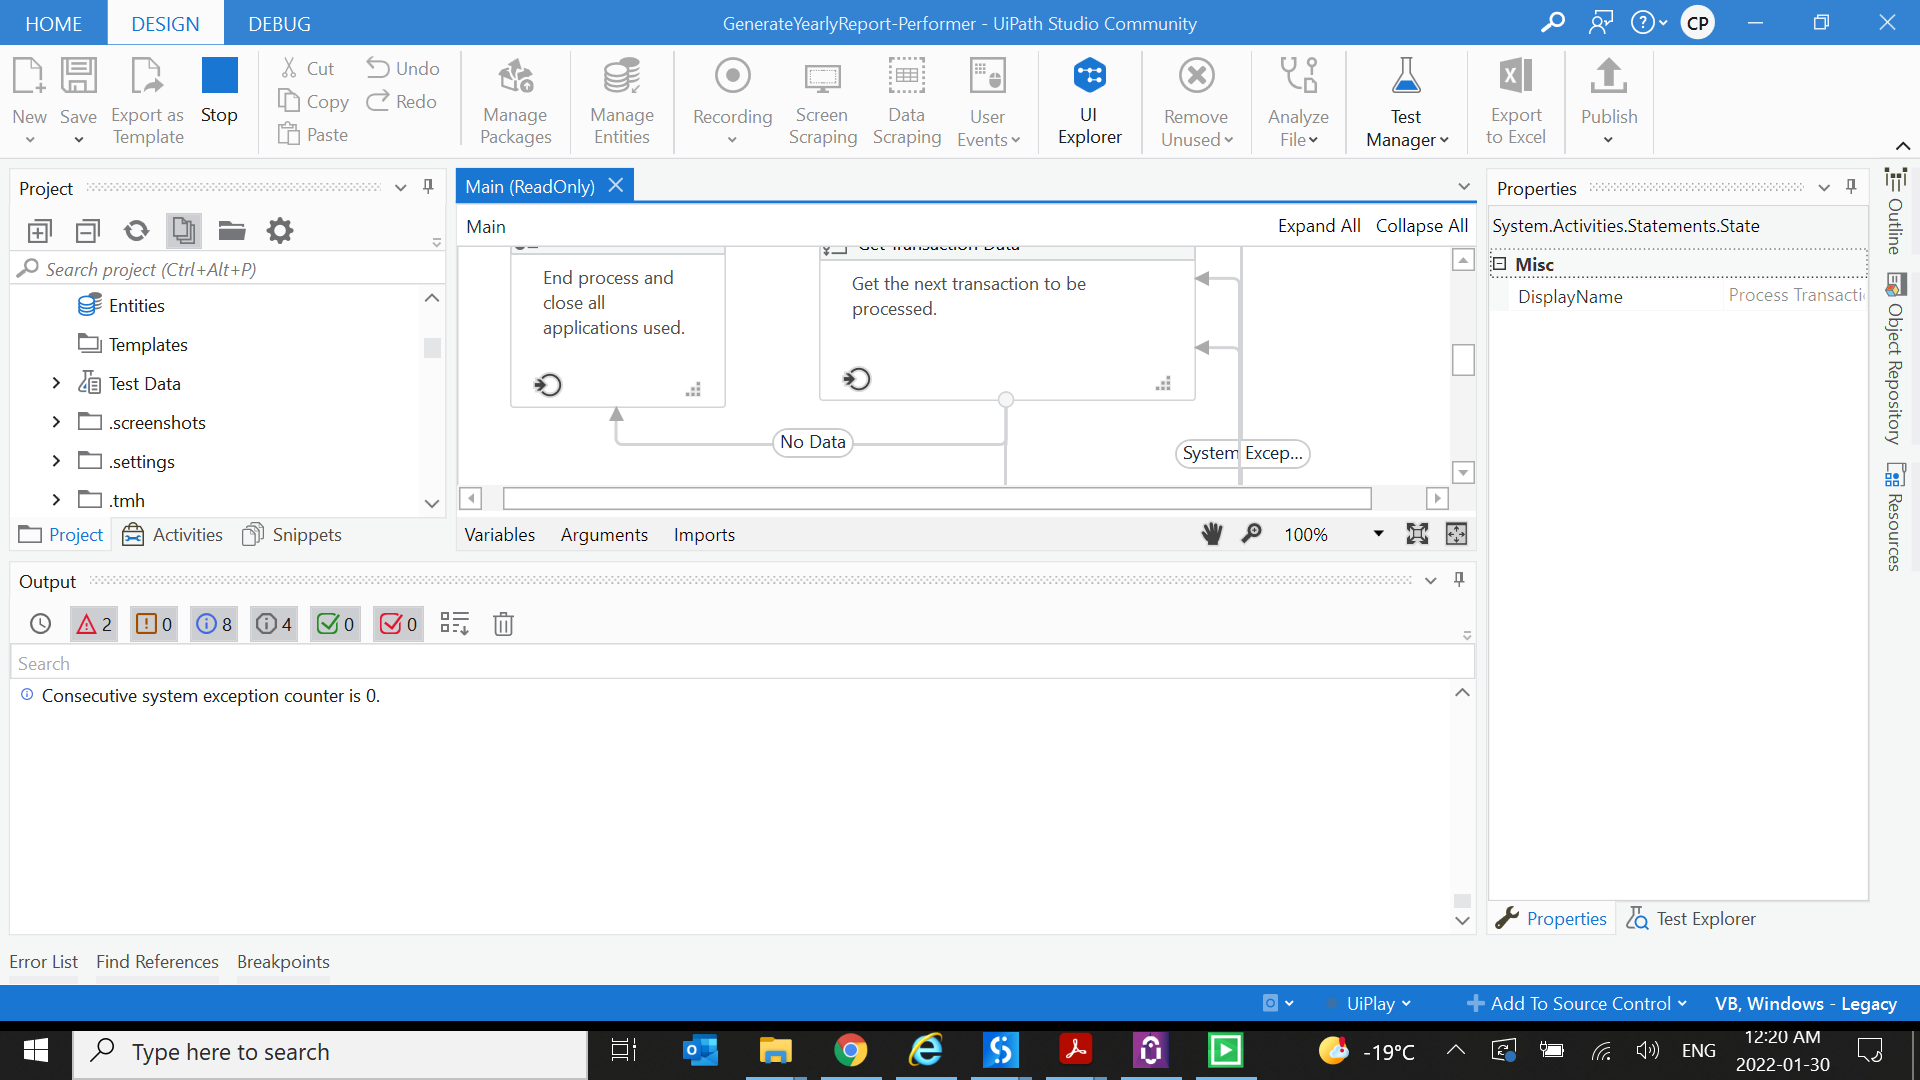 HOME DESIGN DEBUG GenerateYearlyReport-Performer - UiPath Studio Community CP
New Save Export as Template Stop Cut Copy Paste Undo Redo Manage Packages Manage Entities Recording Screen Scraping Data Scraping User Events UI Explorer Remove Unused Analyze File Test Manager Export to Excel Publish
Project
Search project (Ctrl+Alt+P)
Entities
Templates
Test Data
.screenshots
.settings
.tmh
Project Activities Snippets
Main (ReadOnly)
Main Expand All Collapse All
Get Transaction Data
End process and
close all
applications used.
Get the next transaction to be
processed.
No Data
System Excep...
Variables Arguments Imports 100%
Properties
System.Activities.Statements.State
Misc
DisplayName Process Transacti
Outline
Object Repository
Resources
Output
2 0 8 4 0 0
Search
Consecutive system exception counter is 0.
Properties Test Explorer
Error List Find References Breakpoints
UiPlay Add To Source Control VB, Windows - Legacy
Type here to search -19°C ENG 12:20 AM
2022-01-30